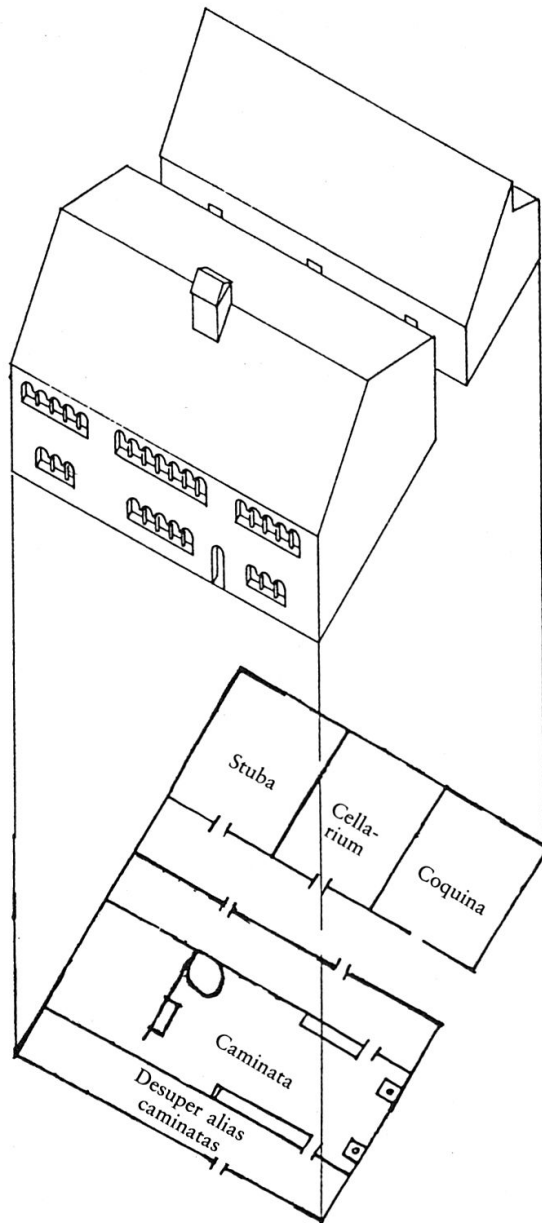 Stuba
Cella-
rium
Coquina
Caminata
Desuper alias
caminatas